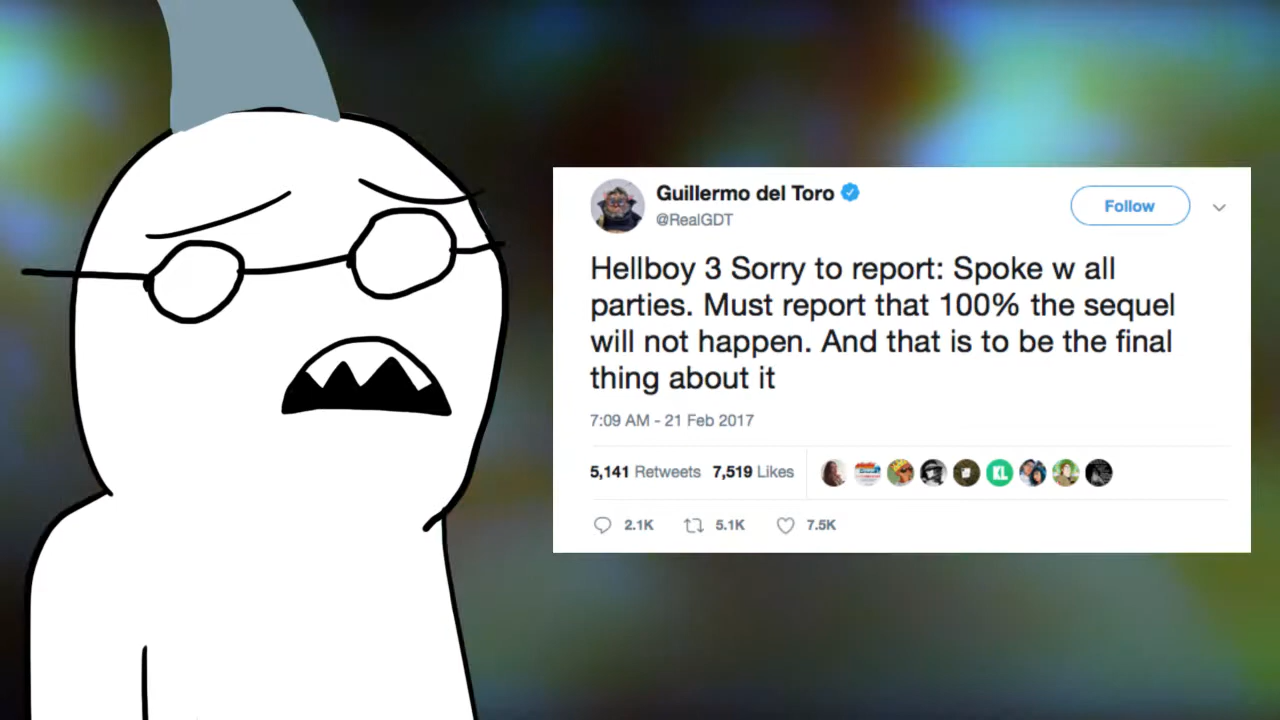 Guillermo del Toro
@RealGDT
Follow
Hellboy 3 Sorry to report: Spoke w all
parties. Must report that 100% the sequel
will not happen. And that is to be the final
thing about it
7:09 AM - 21 Feb 2017
5,141 Retweets 7,519 Likes
KL
2.1K 5.1K 7.5K